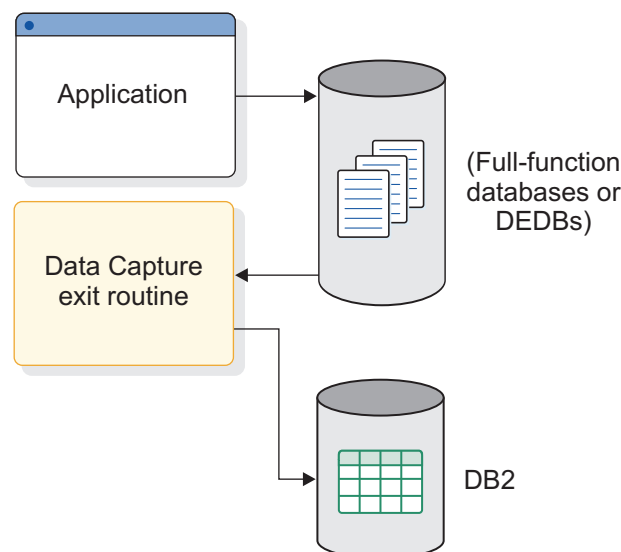 Application
(Full-function
databases or
DEDBs)
Data Capture
exit routine
DB2